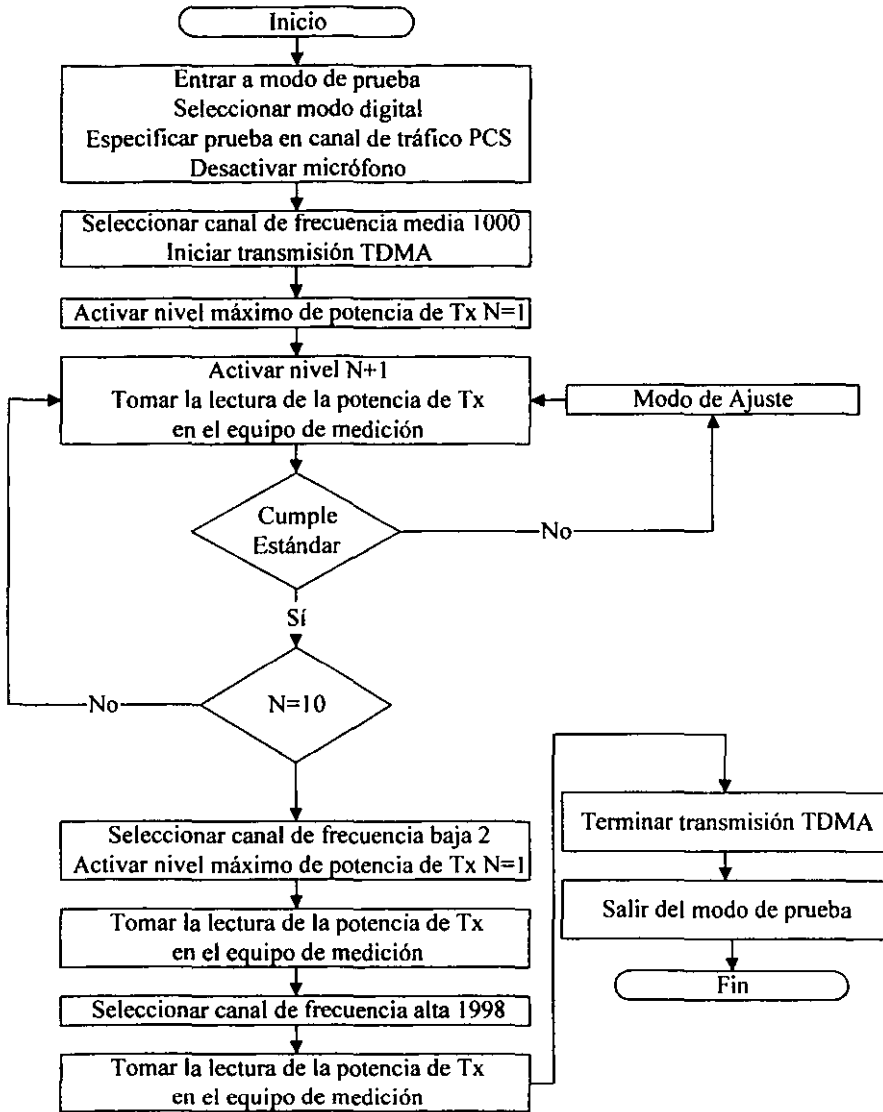 Inicio
Entrar a modo de prueba
Seleccionar modo digital
Especificar prueba en canal de tráfico PCS
Desactivar micrófono
Seleccionar canal de frecuencia media 1000
Iniciar transmisión TDMA
Activar nivel máximo de potencia de Tx N=1
Activar nivel N+1
Tomar la lectura de la potencia de Tx
en el equipo de medición
Modo de Ajuste
Cumple
Estándar
No
Sí
No
N=10
Seleccionar canal de frecuencia baja 2
Activar nivel máximo de potencia de Tx N=1
Tomar la lectura de la potencia de Tx
en el equipo de medición
Seleccionar canal de frecuencia alta 1998
Tomar la lectura de la potencia de Tx
en el equipo de medición
Terminar transmisión TDMA
Salir del modo de prueba
Fin